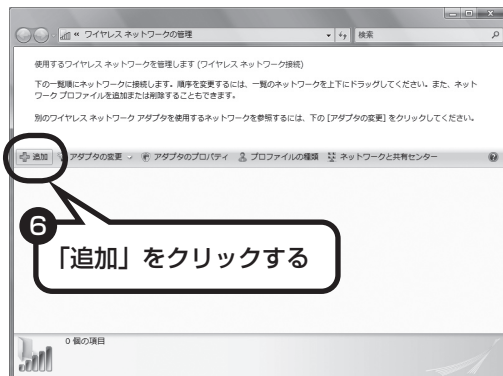 « ワイヤレス ネットワークの管理
検索
使用するワイヤレス ネットワークを管理します (ワイヤレス ネットワーク接続)
下の一覧順にネットワークに接続します。順序を変更するには、一覧のネットワークを上下にドラッグしてください。また、ネット
ワーク プロファイルを追加または削除することもできます。
別のワイヤレス ネットワーク アダプタを使用するネットワークを参照するには、下の [アダプタの変更] をクリックしてください。
追加 アダプタの変更 アダプタのプロパティ プロファイルの種類 ネットワークと共有センター
6
「追加」をクリックする
0 個の項目